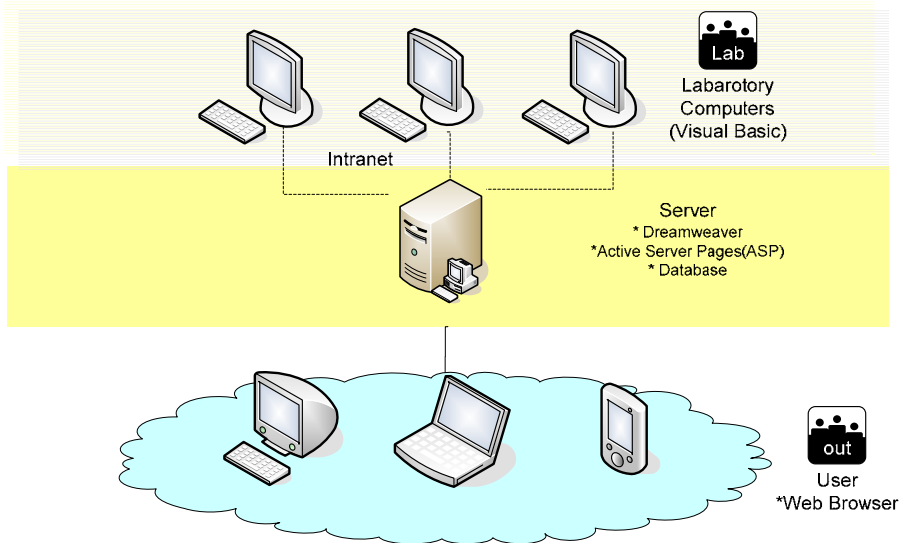 Lab
Labarotory
Computers
(Visual Basic)
Intranet
Server
* Dreamweaver
*Active Server Pages(ASP)
* Database
out
User
*Web Browser